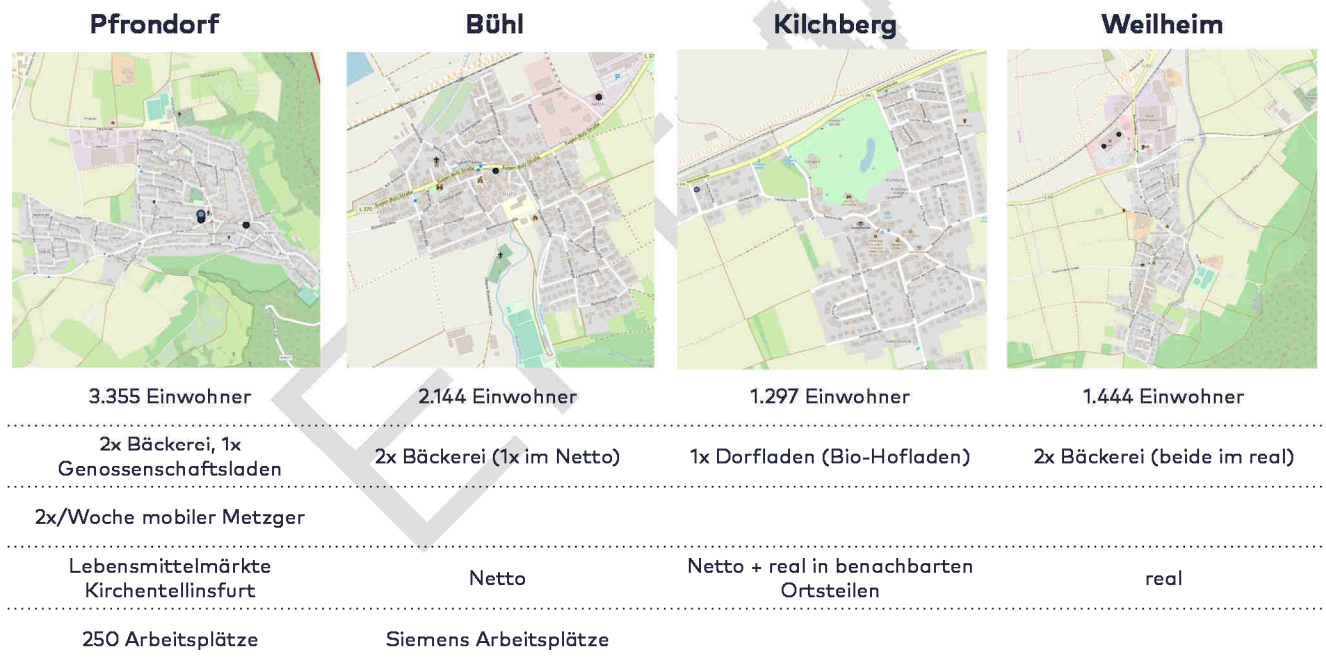 Pfrondorf
Bühl
Kilchberg
Weilheim
Netto
L 370
3.355 Einwohner
2.144 Einwohner
1.297 Einwohner
1.444 Einwohner
2x Bäckerei, 1x
Genossenschaftsladen
2x Bäckerei (1x im Netto)
1x Dorfladen (Bio-Hofladen)
2x Bäckerei (beide im real)
2x/Woche mobiler Metzger
Lebensmittelmärkte
Kirchentellinsfurt
Netto
Netto + real in benachbarten
Ortsteilen
real
250 Arbeitsplätze
Siemens Arbeitsplätze